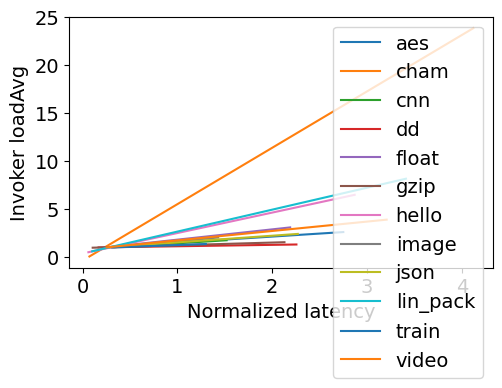 Invoker loadAvg
25
20
15
10
5
0
0
1
2
3
4
Normalized latency
aes
cham
cnn
dd
float
gzip
hello
image
json
lin_pack
train
video